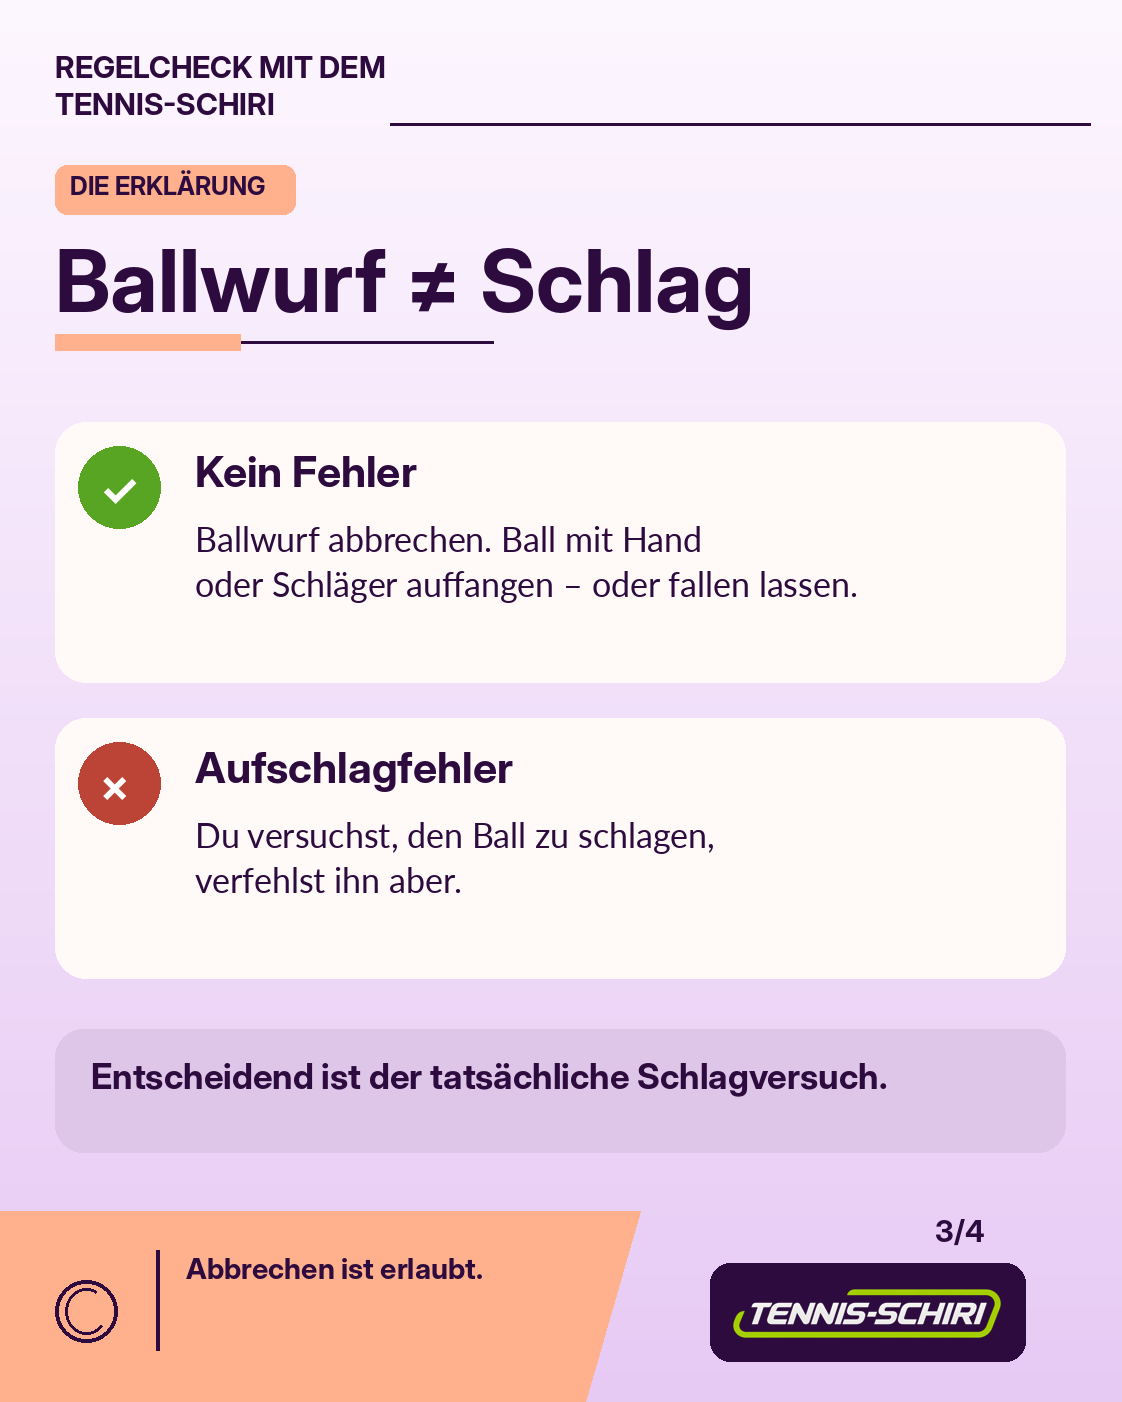 REGELCHECK MIT DEM
TENNIS-SCHIRI
DIE ERKLÄRUNG
Ballwurf ≠ Schlag
Kein Fehler
Ballwurf abbrechen. Ball mit Hand
oder Schläger auffangen – oder fallen lassen.
Aufschlagfehler
Du versuchst, den Ball zu schlagen,
verfehlst ihn aber.
Entscheidend ist der tatsächliche Schlagversuch.
Abbrechen ist erlaubt.
3/4
TENNIS-SCHIRI